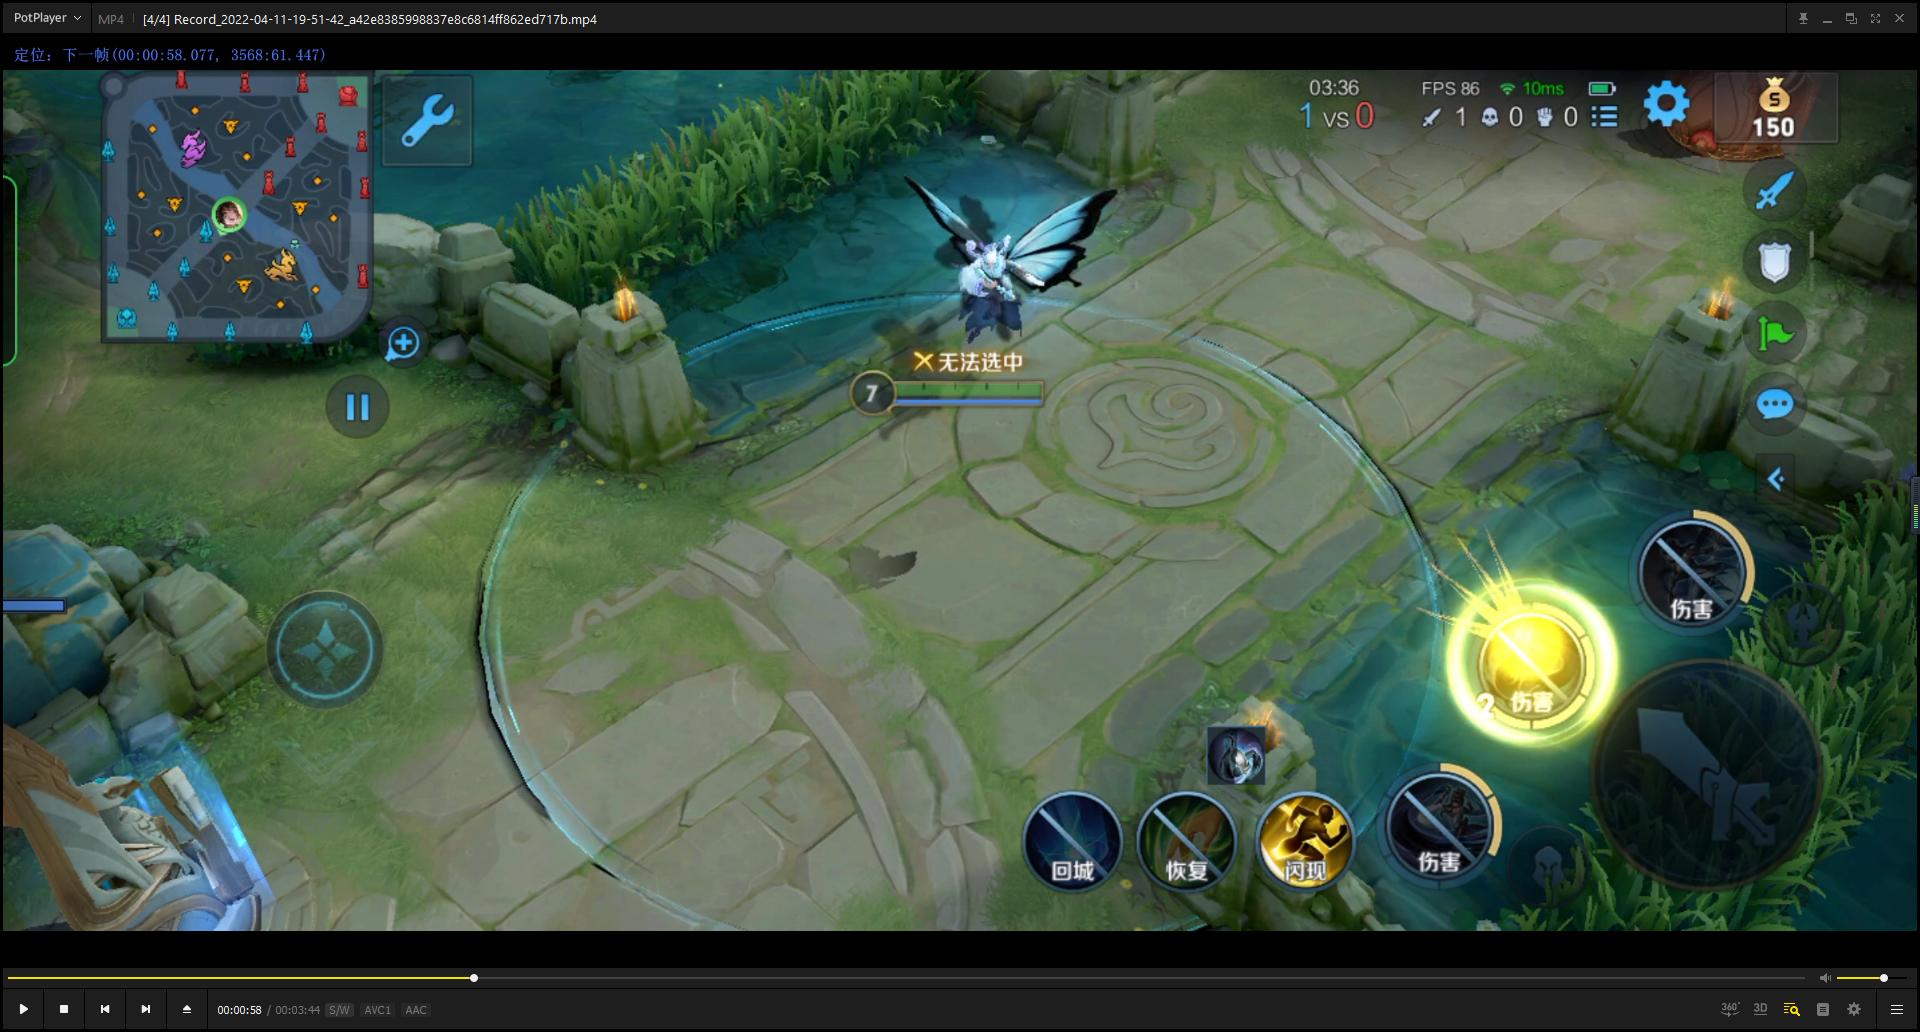 PotPlayer MP4 [4/4] Record_2022-04-11-19-51-42_a42e8385998837e8c6814ff862ed717b.mp4
定位: 下一帧(00:00:58.077, 3568:61.447)
03:36 FPS 86 10ms
1 VS 0 1 0 0
S
150
无法选中
7
伤害
2 伤害
伤害
回城 恢复 闪现
00:00:58 / 00:03:44 S/W AVC1 AAC 360° 3D